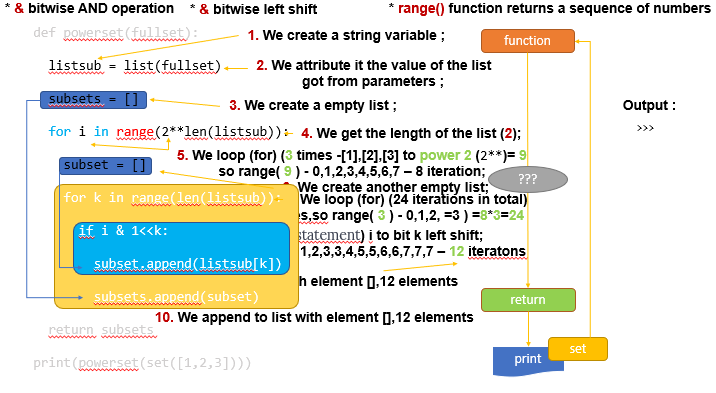 * & bitwise AND operation * & bitwise left shift * range() function returns a sequence of numbers
def powerset(fullset):
1. We create a string variable ;
function
listsub = list(fullset)
2. We attribute it the value of the list
got from parameters ;
subsets = []
3. We create a empty list ;
Output :
>>>
for i in range(2**len(listsub)):
4. We get the length of the list (2);
5. We loop (for) (3 times -[1],[2],[3] to power 2 (2**)= 9
subset = []
so range( 9 ) - 0,1,2,3,4,5,6,7 – 8 iteration;
???
We create another empty list;
for k in range(len(listsub)):
We loop (for) (24 iterations in total)
es,so range( 3 ) - 0,1,2, =3 ) =8*3=24
if i & 1<<k:
statement) i to bit k left shift;
1,2,3,3,4,5,5,6,6,7,7,7 – 12 iteratons
subset.append(listsub[k])
h element [],12 elements
subsets.append(subset)
return
10. We append to list with element [],12 elements
return subsets
set
print
print(powerset(set([1,2,3])))